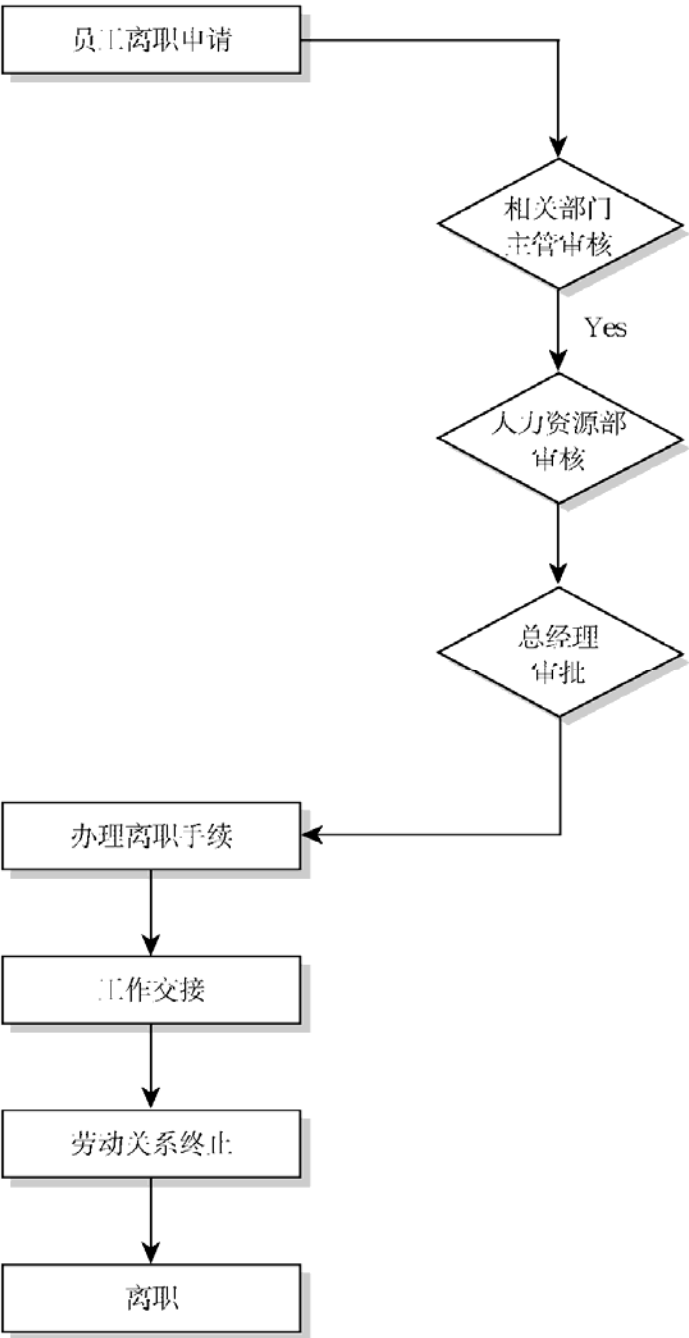 员工离职申请
相关部门
主管审核
Yes
人力资源部
审核
总经理
审批
办理离职手续
工作交接
劳动关系终止
离职